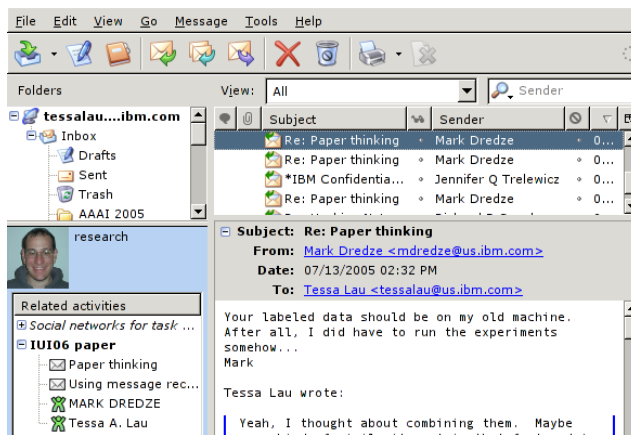 File Edit View Go Message Tools Help
Folders
View: All Sender
tessalau....ibm.com
Inbox
Drafts
Sent
Trash
AAAI 2005
Subject Sender
Re: Paper thinking Mark Dredze 0...
Re: Paper thinking Mark Dredze 0...
*IBM Confidentia... Jennifer Q Trelewicz 0...
Re: Paper thinking Mark Dredze 0...
research
Related activities
Social networks for task ...
IUI06 paper
Paper thinking
Using message rec...
MARK DREDZE
Tessa A. Lau
Subject: Re: Paper thinking
From: Mark Dredze <mdredze@us.ibm.com>
Date: 07/13/2005 02:32 PM
To: Tessa Lau <tessalau@us.ibm.com>
Your labeled data should be on my old machine.
After all, I did have to run the experiments
somehow...
Mark
Tessa Lau wrote:
Yeah, I thought about combining them. Maybe